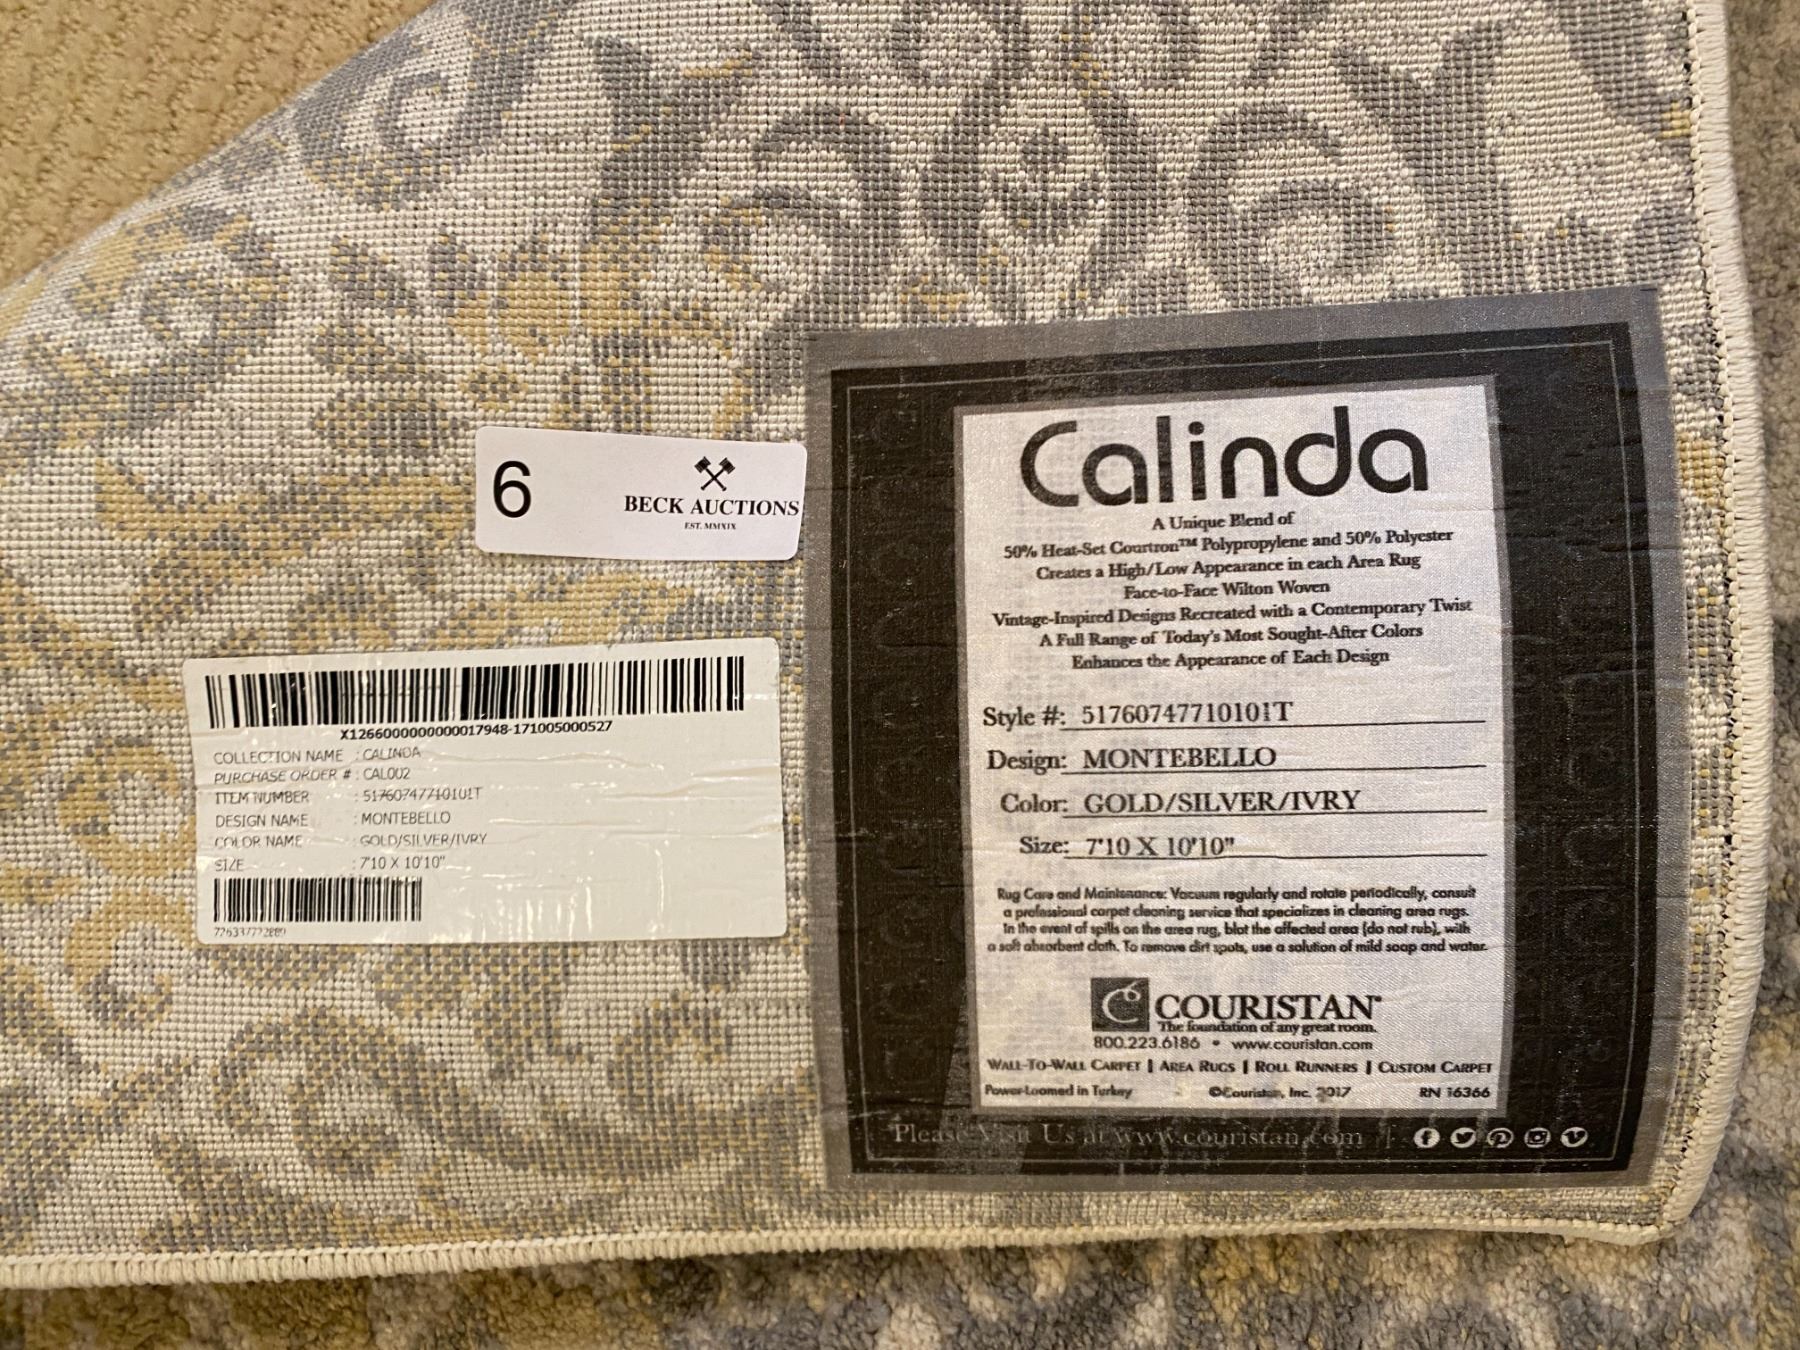 6
BECK AUCTIONS
EST. MMXIX
X1266000000000017948-171005000527
COLLECTION NAME : CALINDA
PURCHASE ORDER # : CAL002
ITEM NUMBER : 51760747710101T
DESIGN NAME : MONTEBELLO
COLOR NAME : GOLD/SILVER/IVRY
SIZE : 7'10 X 10'10"
Calinda
A Unique Blend of
50% Heat-Set Courtron™ Polypropylene and 50% Polyester
Creates a High/Low Appearance in each Area Rug
Face-to-Face Wilton Woven
Vintage-Inspired Designs Recreated with a Contemporary Twist
A Full Range of Today's Most Sought-After Colors
Enhances the Appearance of Each Design
Style #: 51760747710101T
Design: MONTEBELLO
Color: GOLD/SILVER/IVRY
Size: 7'10 X 10'10"
Rug Care and Maintenance: Vacuum regularly and rotate periodically, consult
a professional carpet cleaning service that specializes in cleaning area rugs.
In the event of spills on the area rug, blot the affected area (do not rub), with
a soft absorbent cloth. To remove dirt spots, use a solution of mild soap and water.
COURISTAN®
The foundation of any great room.
800.223.6186 • www.couristan.com
WALL-TO-WALL CARPET | AREA RUGS | ROLL RUNNERS | CUSTOM CARPET
Power-Loomed in Turkey ©Couristan, Inc. 2017 RN 16366
Please Visit Us at www.couristan.com